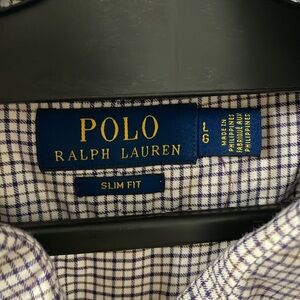 POLO
RALPH LAUREN
SLIM FIT
L
G
MADE IN
PHILIPPINES
FABRIQUÉ AUX
PHILIPPINES